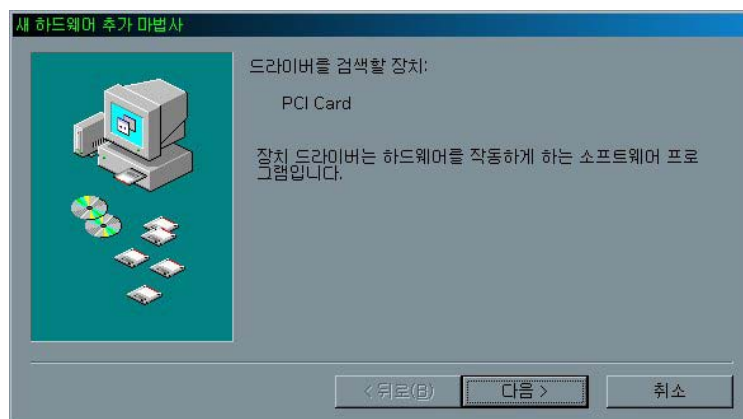 새 하드웨어 추가 마법사
드라이버를 검색할 장치:
PCI Card
장치 드라이버는 하드웨어를 작동하게 하는 소프트웨어 프로
그램입니다.
< 뒤로(B)
다음 >
취소